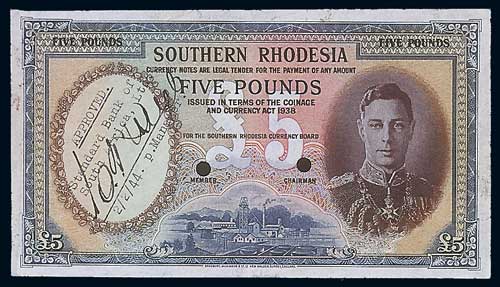 FIVE POUNDS
FIVE POUNDS
SOUTHERN RHODESIA
CURRENCY NOTES ARE LEGAL TENDER FOR THE PAYMENT OF ANY AMOUNT
FIVE POUNDS
ISSUED IN TERMS OF THE COINAGE
AND CURRENCY ACT 1938
£5
FOR THE SOUTHERN RHODESIA CURRENCY BOARD
MEMBER
CHAIRMAN
APPROVED.
Standard Bank of
South Africa
2/2/44.
£5
£5